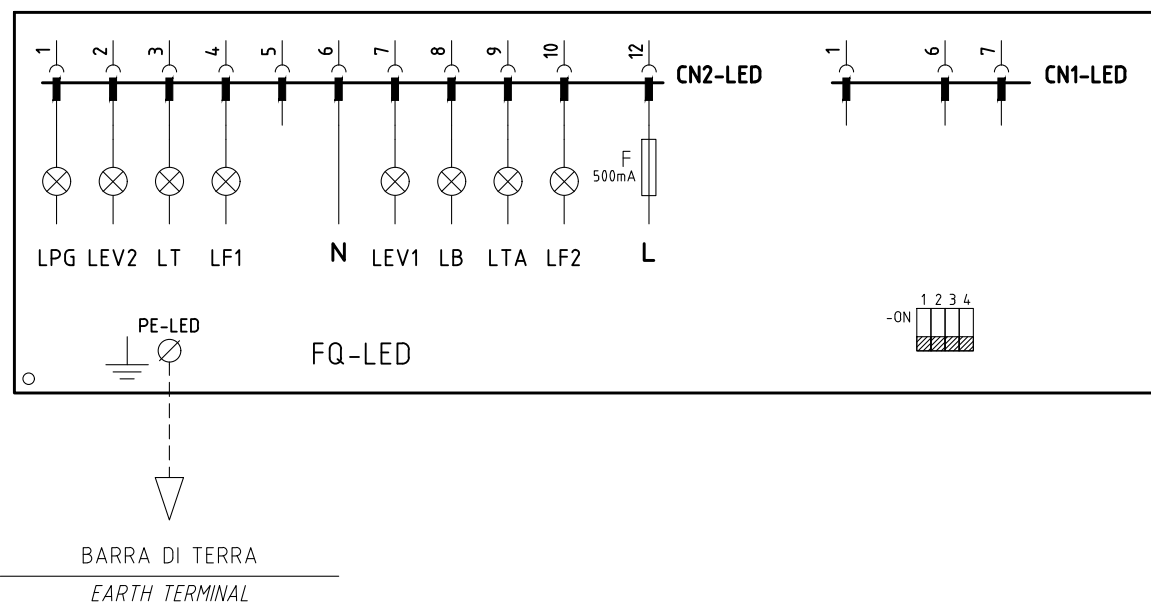 1 2 3 4 5 6 7 8 9 10 12 CN2-LED 1 6 7 CN1-LED
F
500mA
LPG LEV2 LT LF1 N LEV1 LB LTA LF2 L
1 2 3 4
-ON
PE-LED
FQ-LED
BARRA DI TERRA
EARTH TERMINAL